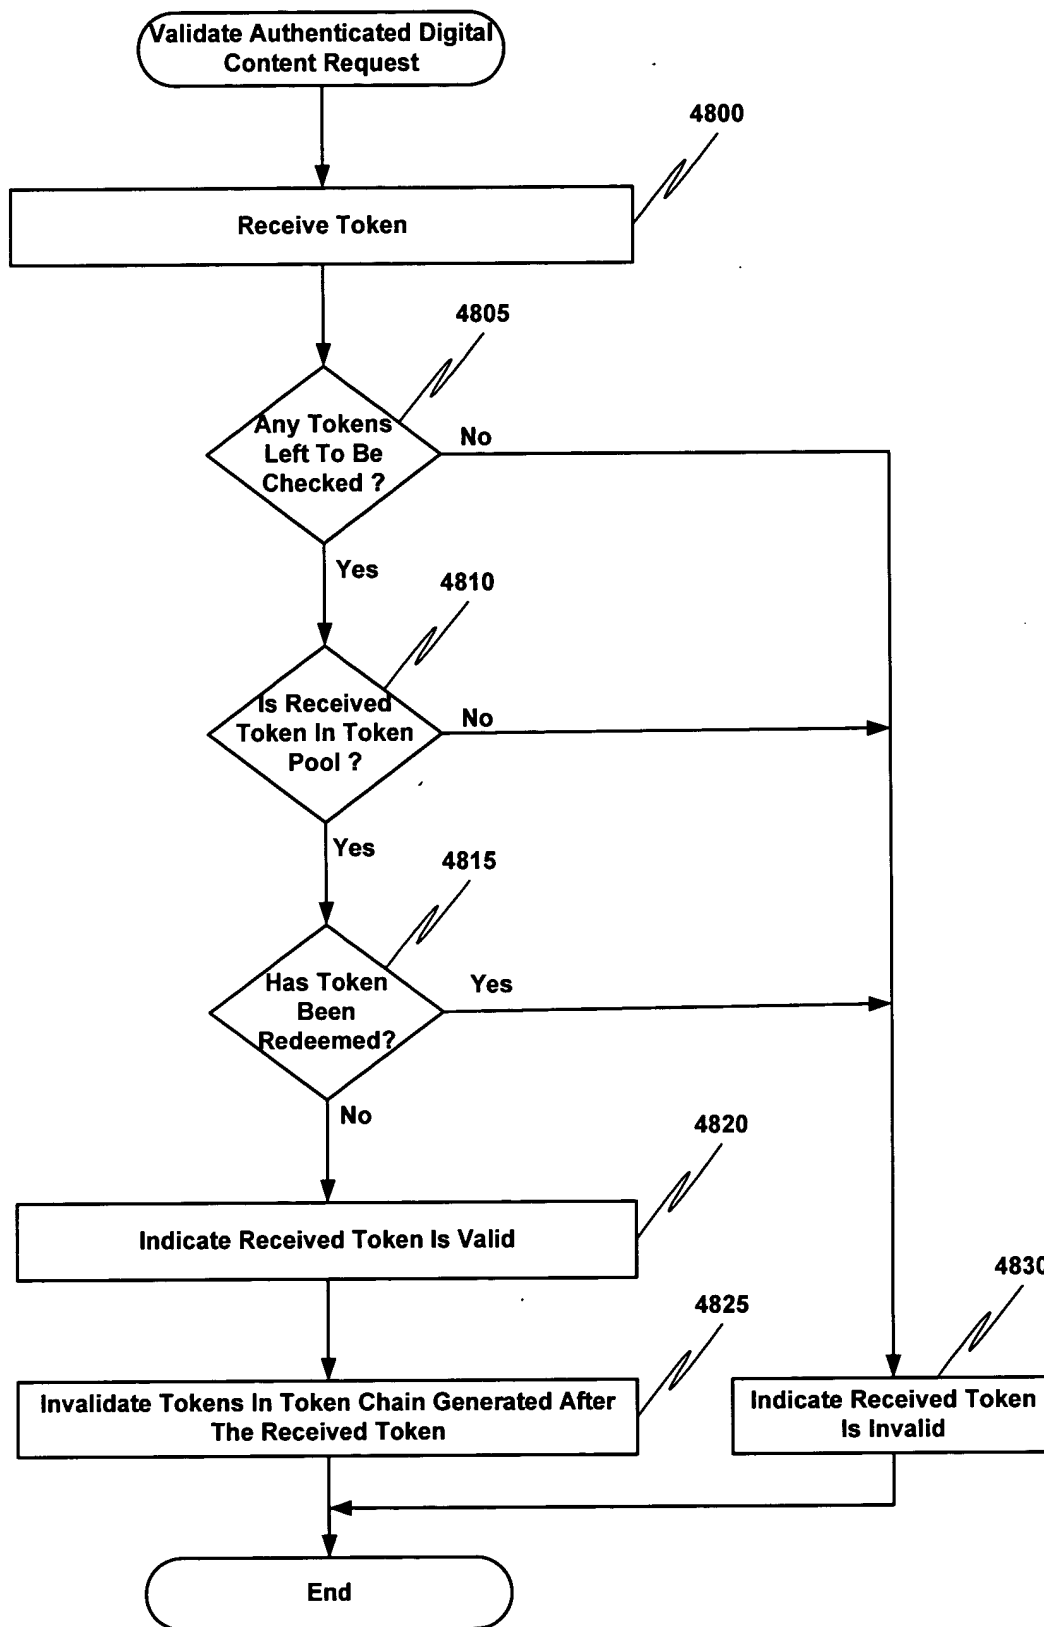 Validate Authenticated Digital
Content Request
4800
Receive Token
4805
Any Tokens
Left To Be
Checked ?
No
Yes
4810
Is Received
Token In Token
Pool ?
No
Yes
4815
Has Token
Been
Redeemed?
Yes
No
4820
Indicate Received Token Is Valid
4830
4825
Invalidate Tokens In Token Chain Generated After
The Received Token
Indicate Received Token
Is Invalid
End